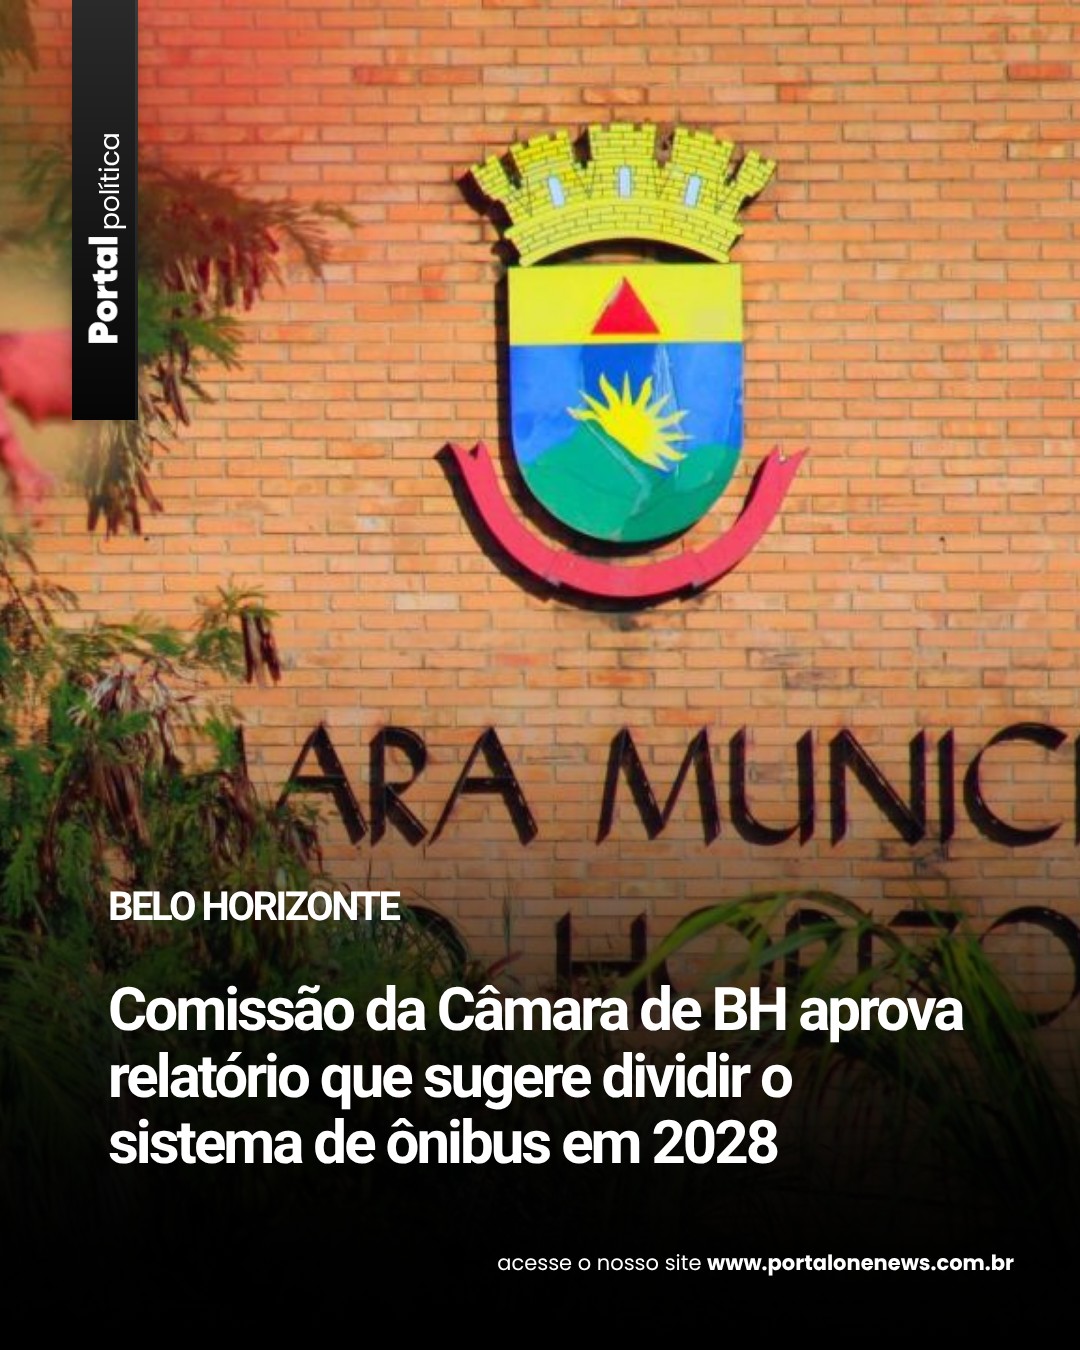 Portal política
ARA MUNICI
BELO HORIZONTE
Comissão da Câmara de BH aprova
relatório que sugere dividir o
sistema de ônibus em 2028
acesse o nosso site www.portalonenews.com.br